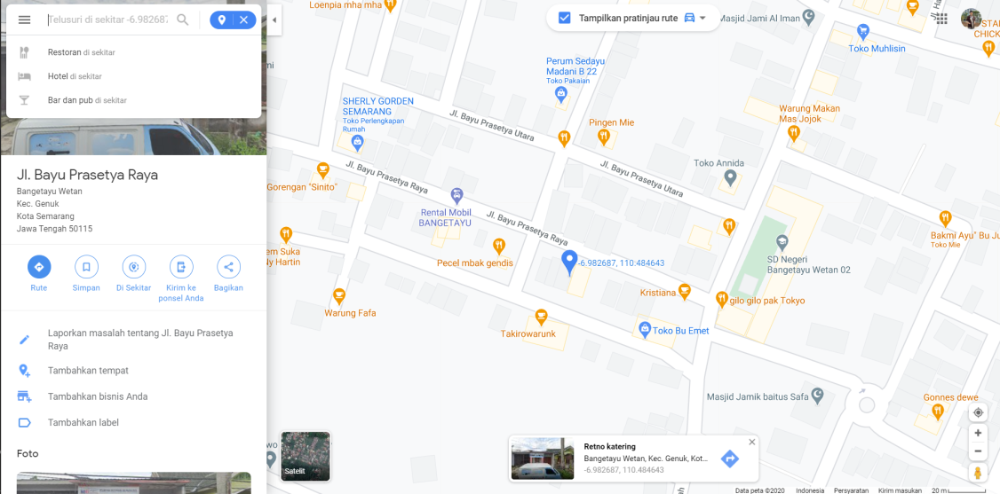 Telusuri di sekitar -6.982687
Restoran di sekitar
Hotel di sekitar
Bar dan pub di sekitar
Jl. Bayu Prasetya Raya
Bangetayu Wetan
Kec. Genuk
Kota Semarang
Jawa Tengah 50115
Rute
Simpan
Di Sekitar
Kirim ke
ponsel Anda
Bagikan
Laporkan masalah tentang Jl. Bayu Prasetya
Raya
Tambahkan tempat
Tambahkan bisnis Anda
Tambahkan label
Foto
Loenpia mha mha
Tampilkan pratinjau rute
Masjid Jami Al Iman
STA
CHICK
Toko Muhlisin
Perum Sedayu
Madani B 22
Toko Pakaian
SHERLY GORDEN
SEMARANG
Toko Perlengkapan
Rumah
Jl. Bayu Prasetya Utara
Pingen Mie
Warung Makan
Mas Jojok
Jl. Bayu Prasetya Raya
Jl. Bayu Prasetya Utara
Toko Annida
Gorengan "Sinito"
Rental Mobil
BANGETAYU
Jl. Bayu Prasetya Raya
Bakmi Ayu" Bu Ju
Toko Mie
em Suka
Ny Hartin
Pecel mbak gendis
-6.982687, 110.484643
SD Negeri
Bangetayu Wetan 02
Kristiana
gilo gilo pak Tokyo
Warung Fafa
Takirowarunk
Toko Bu Emet
Masjid Jamik baitus Safa
Gonnes dewe
wo
Satelit
Retno katering
Bangetayu Wetan, Kec. Genuk, Kot...
-6.982687, 110.484643
Data peta ©2020
Indonesia
Persyaratan
Kirim masukan
20 m